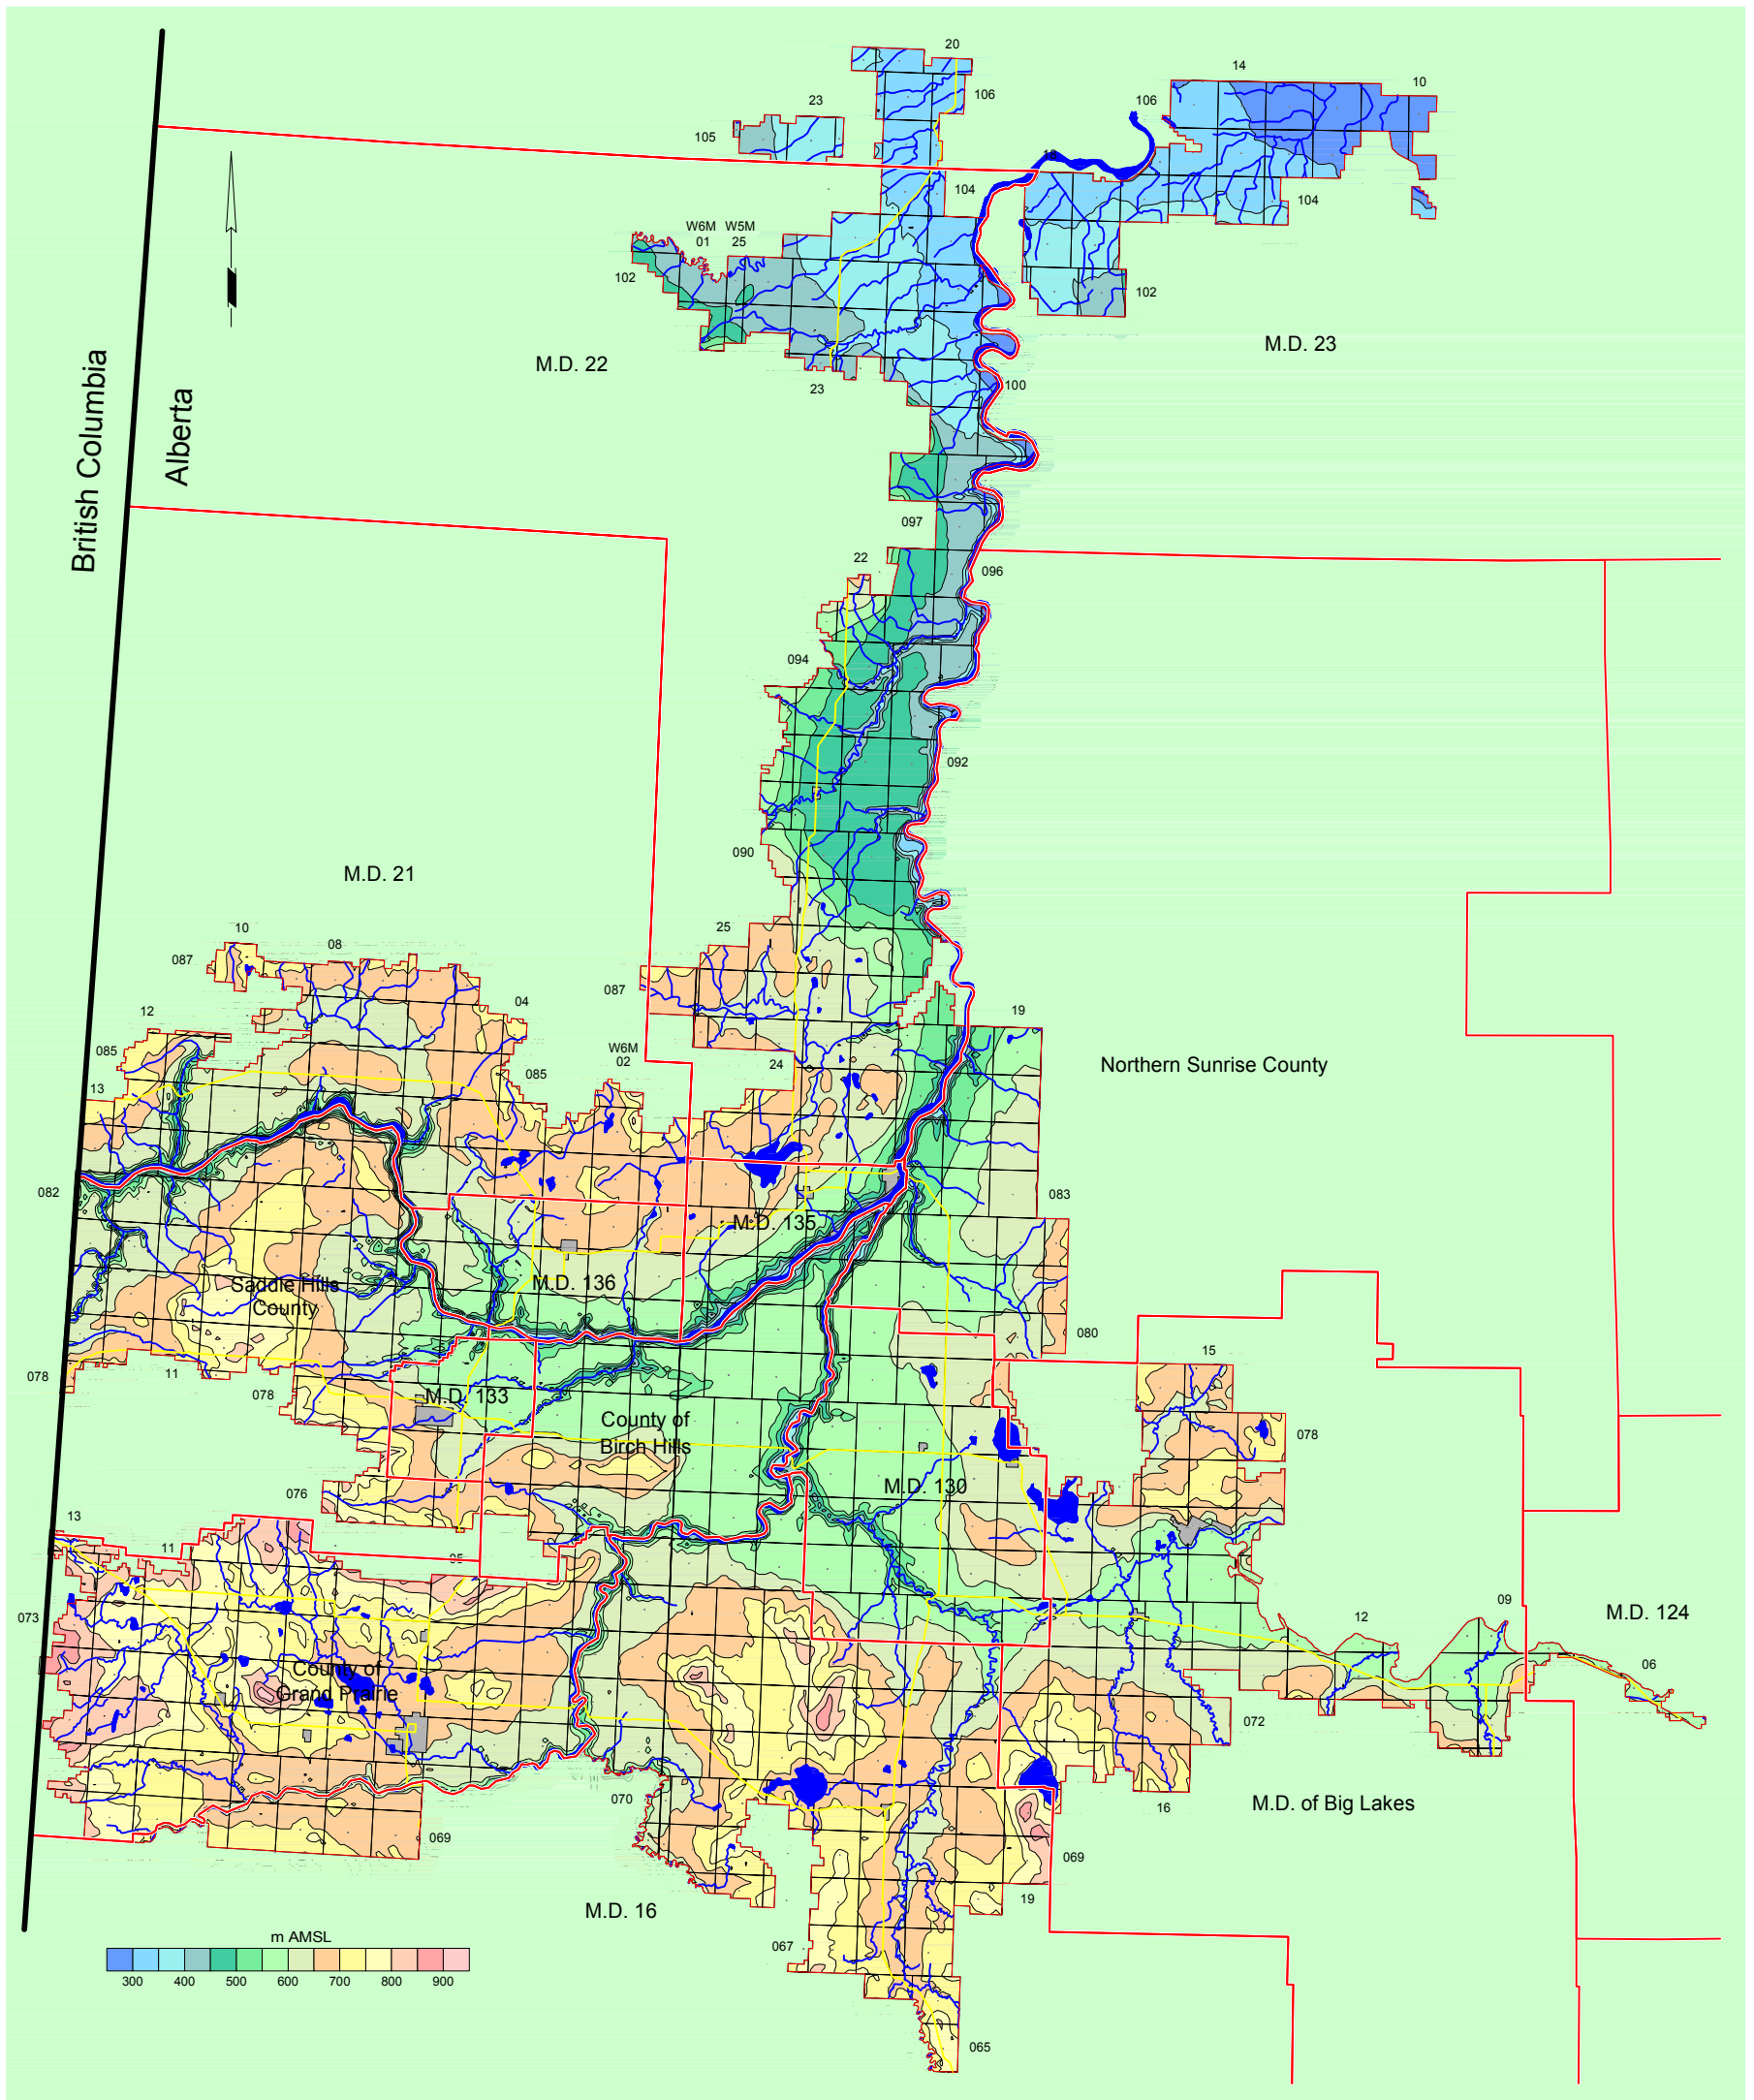 20
14
10
106
23
106
105
18
104
104
W6M
01
W5M
25
102
102
M.D. 23
M.D. 22
23
100
British Columbia
Alberta
097
096
22
094
092
090
M.D. 21
10
08
25
087
087
04
12
19
085
W6M
02
24
085
13
Northern Sunrise County
082
083
M.D. 135
Saddle Hills
County
M.D. 136
080
15
078
11
078
M.D. 133
County of
Birch Hills
078
M.D. 130
076
13
11
05
09
073
12
M.D. 124
06
County of
Grand Prairie
072
070
16
M.D. of Big Lakes
069
069
19
M.D. 16
067
m AMSL
300 400 500 600 700 800 900
065